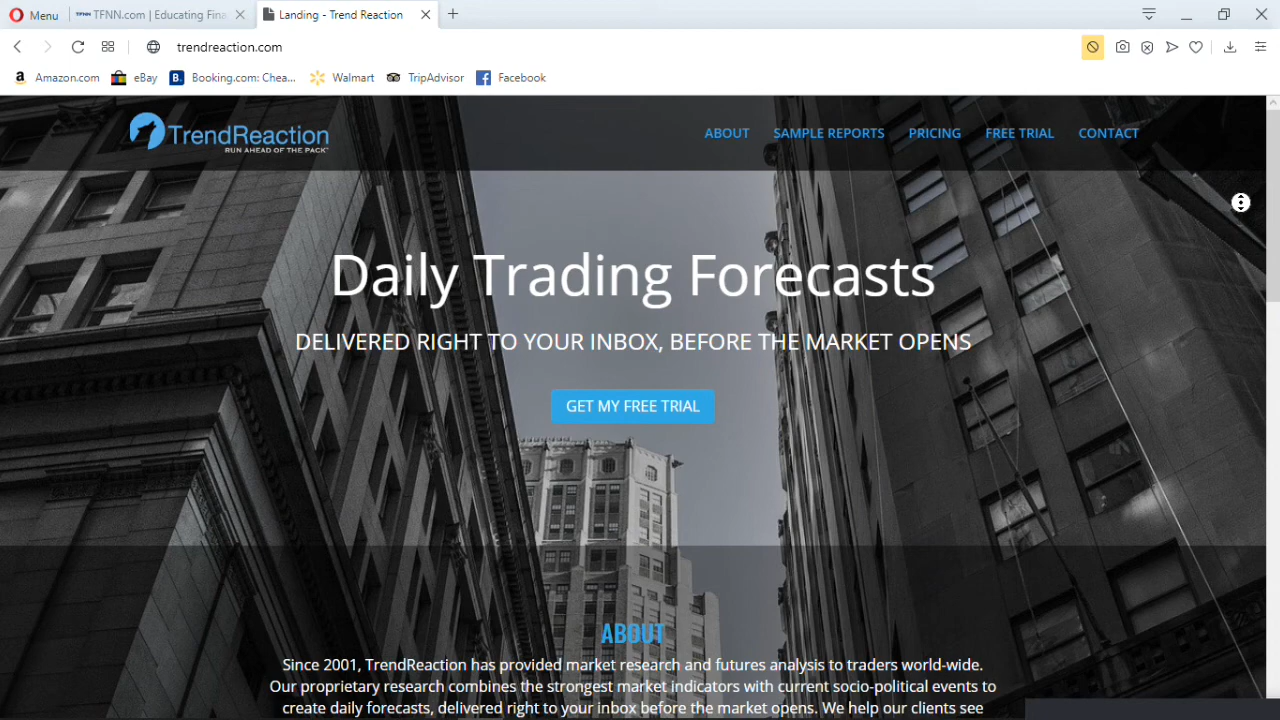 Menu
TFNN.com | Educating Fina
Landing - Trend Reaction
trendreaction.com
Amazon.com
eBay
Booking.com: Chea...
Walmart
TripAdvisor
Facebook
TrendReaction
RUN AHEAD OF THE PACK
ABOUT
SAMPLE REPORTS
PRICING
FREE TRIAL
CONTACT
Daily Trading Forecasts
DELIVERED RIGHT TO YOUR INBOX, BEFORE THE MARKET OPENS
GET MY FREE TRIAL
ABOUT
Since 2001, TrendReaction has provided market research and futures analysis to traders world-wide.
Our proprietary research combines the strongest market indicators with current socio-political events to
create daily forecasts, delivered right to your inbox before the market opens. We help our clients see